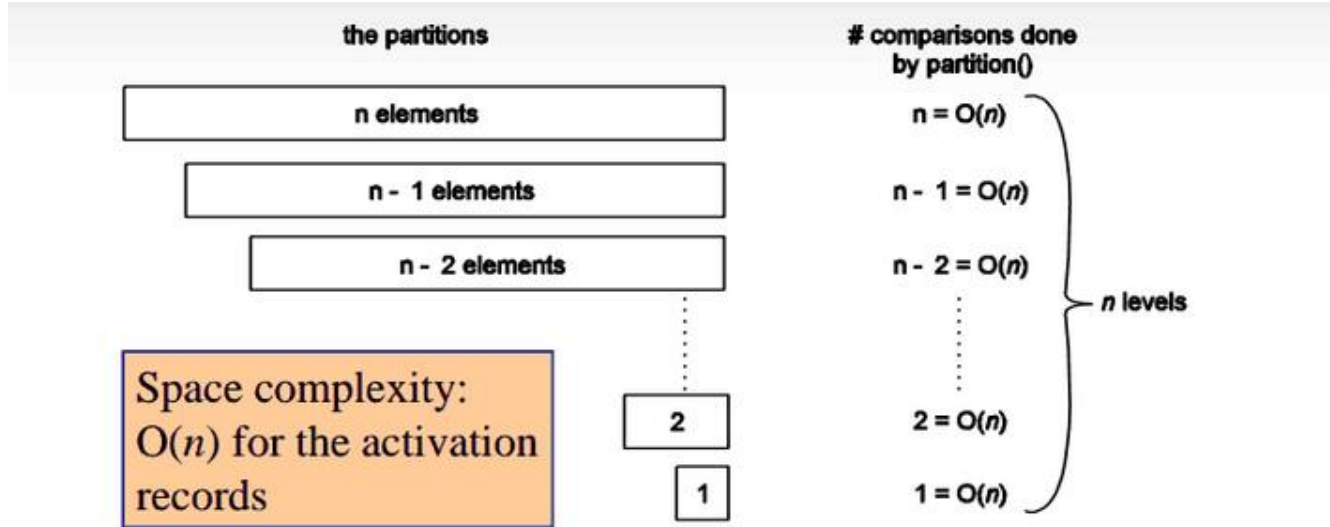 the partitions
# comparisons done
by partition()
n elements
n = O(n)
n - 1 elements
n - 1 = O(n)
n - 2 elements
n - 2 = O(n)
n levels
Space complexity:
O(n) for the activation
records
2
2 = O(n)
1
1 = O(n)